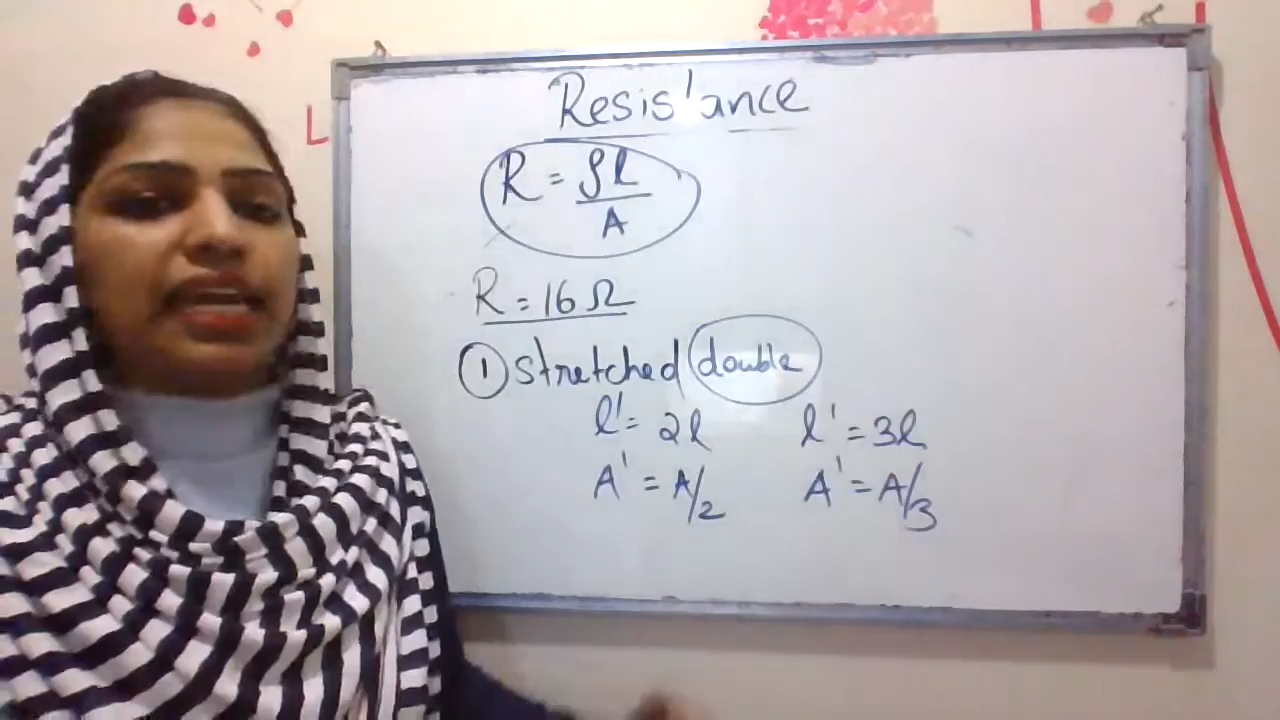 Resistance
R = ρl/A
R = 16 Ω
① stretched double
l' = 2l l' = 3l
A' = A/2 A' = A/3
L